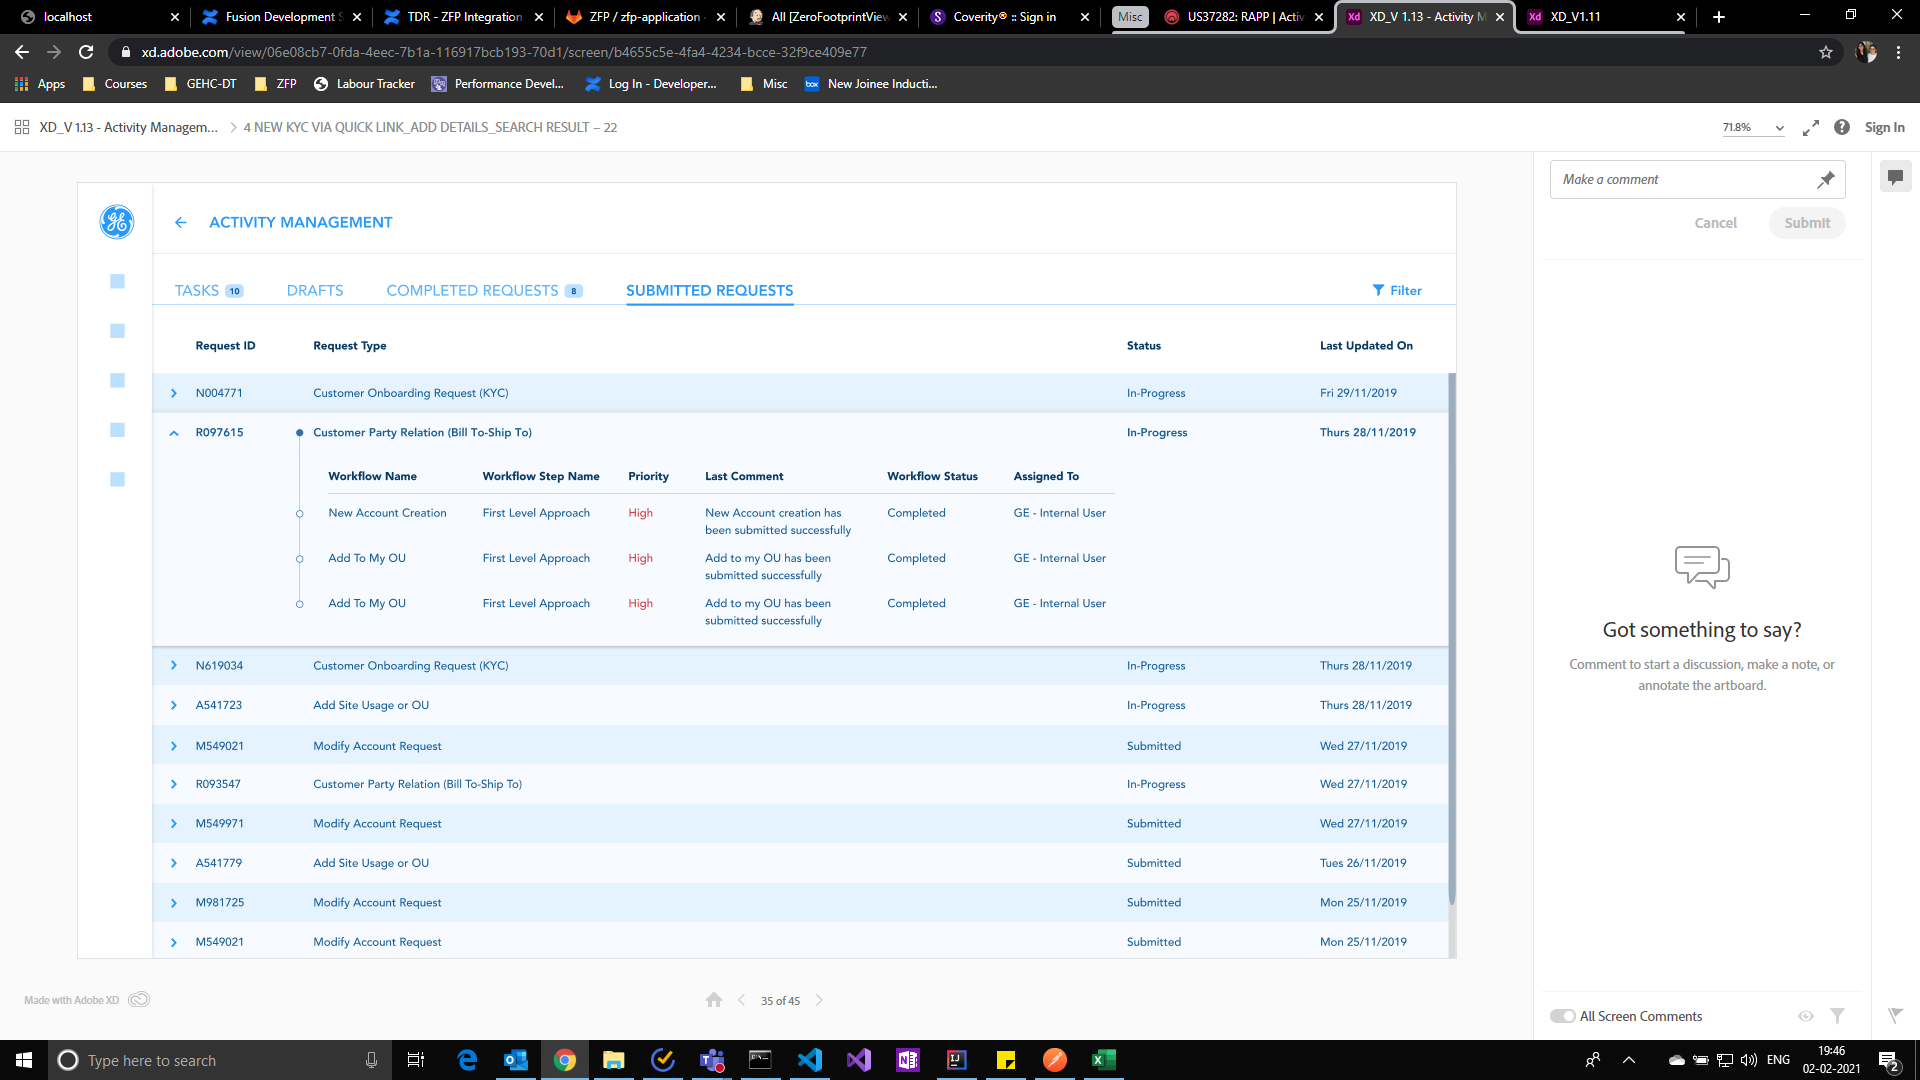 localhost
Fusion Development S
TDR - ZFP Integration
ZFP / zfp-application
All [ZeroFootprintView
Coverity® :: Sign in
Misc
US37282: RAPP | Activ
XD_V 1.13 - Activity M
XD_V1.11
xd.adobe.com/view/06e08cb7-0fda-4eec-7b1a-116917bcb193-70d1/screen/b4655c5e-4fa4-4234-bcce-32f9ce409e77
Apps
Courses
GEHC-DT
ZFP
Labour Tracker
Performance Devel...
Log In - Developer...
Misc
New Joinee Inducti...
XD_V 1.13 - Activity Managem...
4 NEW KYC VIA QUICK LINK_ADD DETAILS_SEARCH RESULT – 22
71.8%
Sign In
Make a comment
Cancel
Submit
ACTIVITY MANAGEMENT
TASKS 10
DRAFTS
COMPLETED REQUESTS 8
SUBMITTED REQUESTS
Filter
Request ID Request Type Status Last Updated On
N004771 Customer Onboarding Request (KYC) In-Progress Fri 29/11/2019
R097615 Customer Party Relation (Bill To-Ship To) In-Progress Thurs 28/11/2019
Workflow Name Workflow Step Name Priority Last Comment Workflow Status Assigned To
New Account Creation First Level Approach High New Account creation has Completed GE - Internal User
been submitted successfully
Add To My OU First Level Approach High Add to my OU has been Completed GE - Internal User
submitted successfully
Add To My OU First Level Approach High Add to my OU has been Completed GE - Internal User
submitted successfully
N619034 Customer Onboarding Request (KYC) In-Progress Thurs 28/11/2019
A541723 Add Site Usage or OU In-Progress Thurs 28/11/2019
M549021 Modify Account Request Submitted Wed 27/11/2019
R093547 Customer Party Relation (Bill To-Ship To) In-Progress Wed 27/11/2019
M549971 Modify Account Request Submitted Wed 27/11/2019
A541779 Add Site Usage or OU Submitted Tues 26/11/2019
M981725 Modify Account Request Submitted Mon 25/11/2019
M549021 Modify Account Request Submitted Mon 25/11/2019
Got something to say?
Comment to start a discussion, make a note, or
annotate the artboard.
Made with Adobe XD
35 of 45
All Screen Comments
Type here to search
ENG
19:46
02-02-2021
2